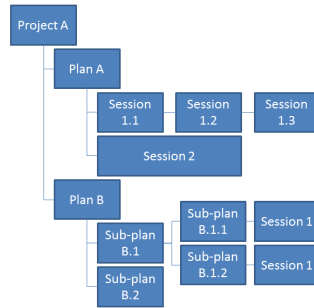 Project A
Plan A
Session
1.1
Session
1.2
Session
1.3
Session 2
Plan B
Sub-plan
B.1
Sub-plan
B.1.1
Session 1
Sub-plan
B.1.2
Session 1
Sub-plan
B.2